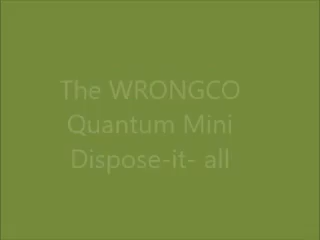 The WRONGCO
Quantum Mini
Dispose-it- all